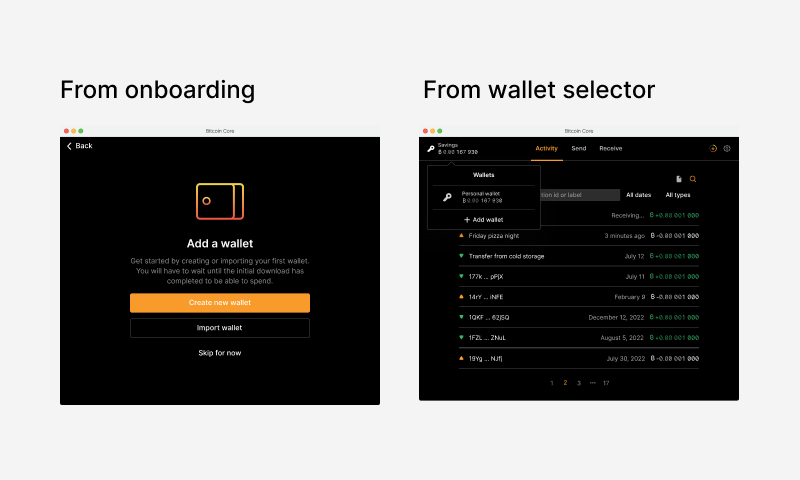 From onboarding
From wallet selector
Bitcoin Core
Back
Add a wallet
Get started by creating or importing your first wallet.
You will have to wait until the initial download has
completed to be able to spend.
Create new wallet
Import wallet
Skip for now
Bitcoin Core
Savings
₿ 0.00 167 930
Activity Send Receive
Wallets
Personal wallet
₿ 0.00 167 930
+ Add wallet
tion id or label All dates All types
Receiving... ₿ +0.00 001 000
Friday pizza night 3 minutes ago ₿ -0.00 001 000
Transfer from cold storage July 12 ₿ +0.00 001 000
177k ... pPjX July 11 ₿ +0.00 001 000
14rY ... iNFE February 9 ₿ -0.00 001 000
1QKF ... 62jSQ December 12, 2022 ₿ +0.00 001 000
1FZL ... ZNuL August 5, 2022 ₿ +0.00 001 000
19Yg ... NJfj July 30, 2022 ₿ -0.00 001 000
1 2 3 ••• 17